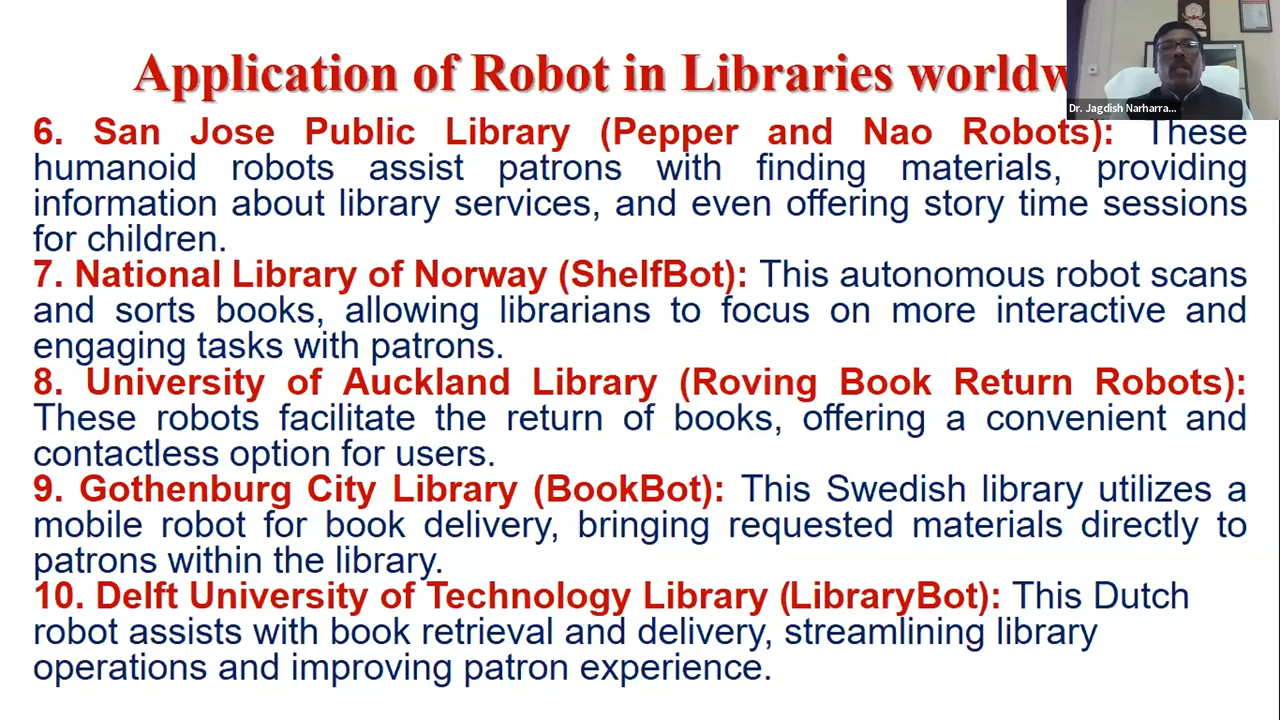 Application of Robot in Libraries
Dr. Jagdish Narharra...
6. San Jose Public Library (Pepper and Nao Robots): These
humanoid robots assist patrons with finding materials, providing
information about library services, and even offering story time sessions
for children.
7. National Library of Norway (ShelfBot): This autonomous robot scans
and sorts books, allowing librarians to focus on more interactive and
engaging tasks with patrons.
8. University of Auckland Library (Roving Book Return Robots):
These robots facilitate the return of books, offering a convenient and
contactless option for users.
9. Gothenburg City Library (BookBot): This Swedish library utilizes a
mobile robot for book delivery, bringing requested materials directly to
patrons within the library.
10. Delft University of Technology Library (LibraryBot): This Dutch
robot assists with book retrieval and delivery, streamlining library
operations and improving patron experience.